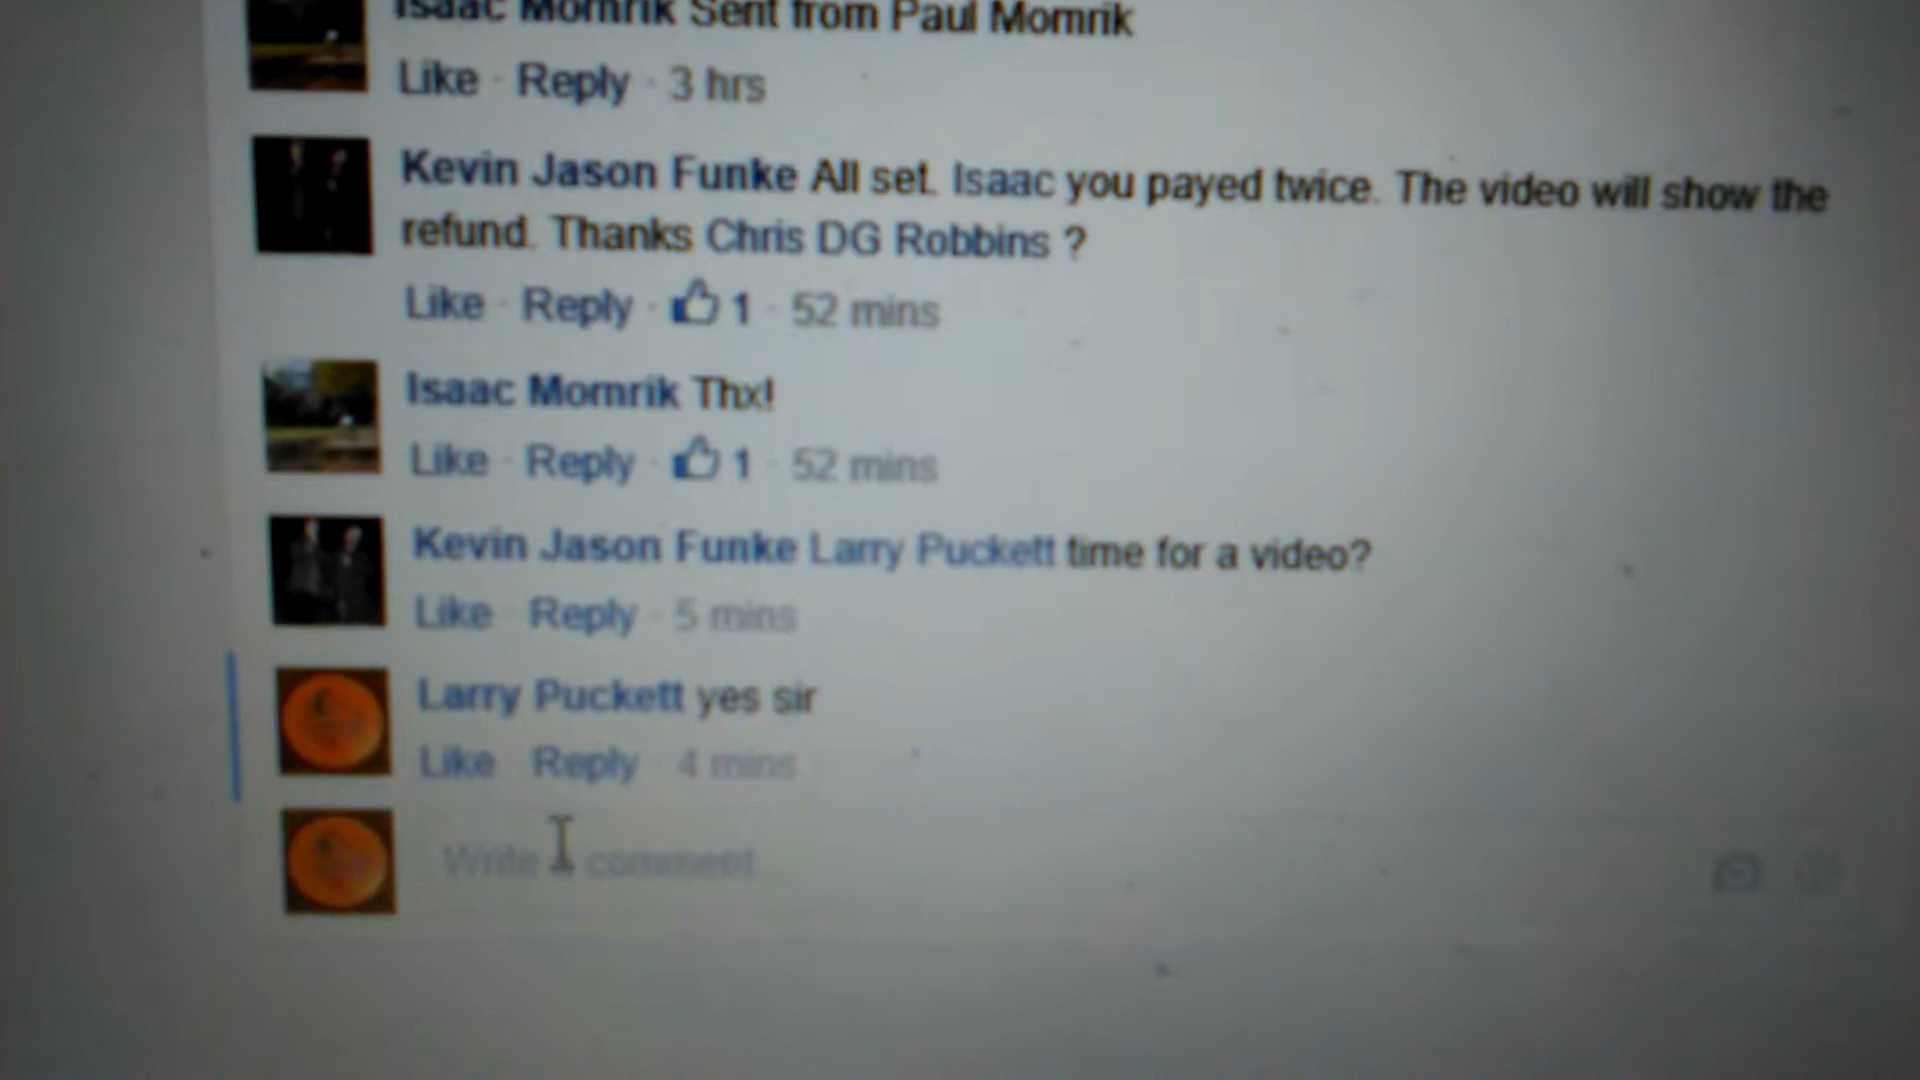 Isaac Momrik Sent from Paul Momrik
Like · Reply · 3 hrs
Kevin Jason Funke All set. Isaac you payed twice. The video will show the
refund. Thanks Chris DG Robbins ?
Like · Reply · 1 · 52 mins
Isaac Momrik Thx!
Like · Reply · 1 · 52 mins
Kevin Jason Funke Larry Puckett time for a video?
Like · Reply · 5 mins
Larry Puckett yes sir
Like · Reply · 4 mins
Write comment